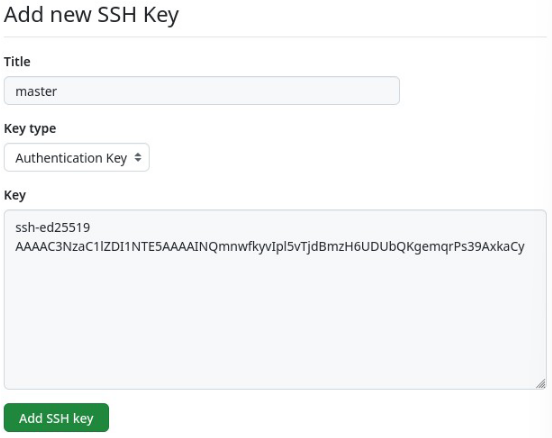 Add new SSH Key
Title
master
Key type
Authentication Key
Key
ssh-ed25519
AAAAC3NzaC1lZDI1NTE5AAAAINQmnwfkyvIpl5vTjdBmzH6UDUbQKgemqrPs39AxkaCy
Add SSH key